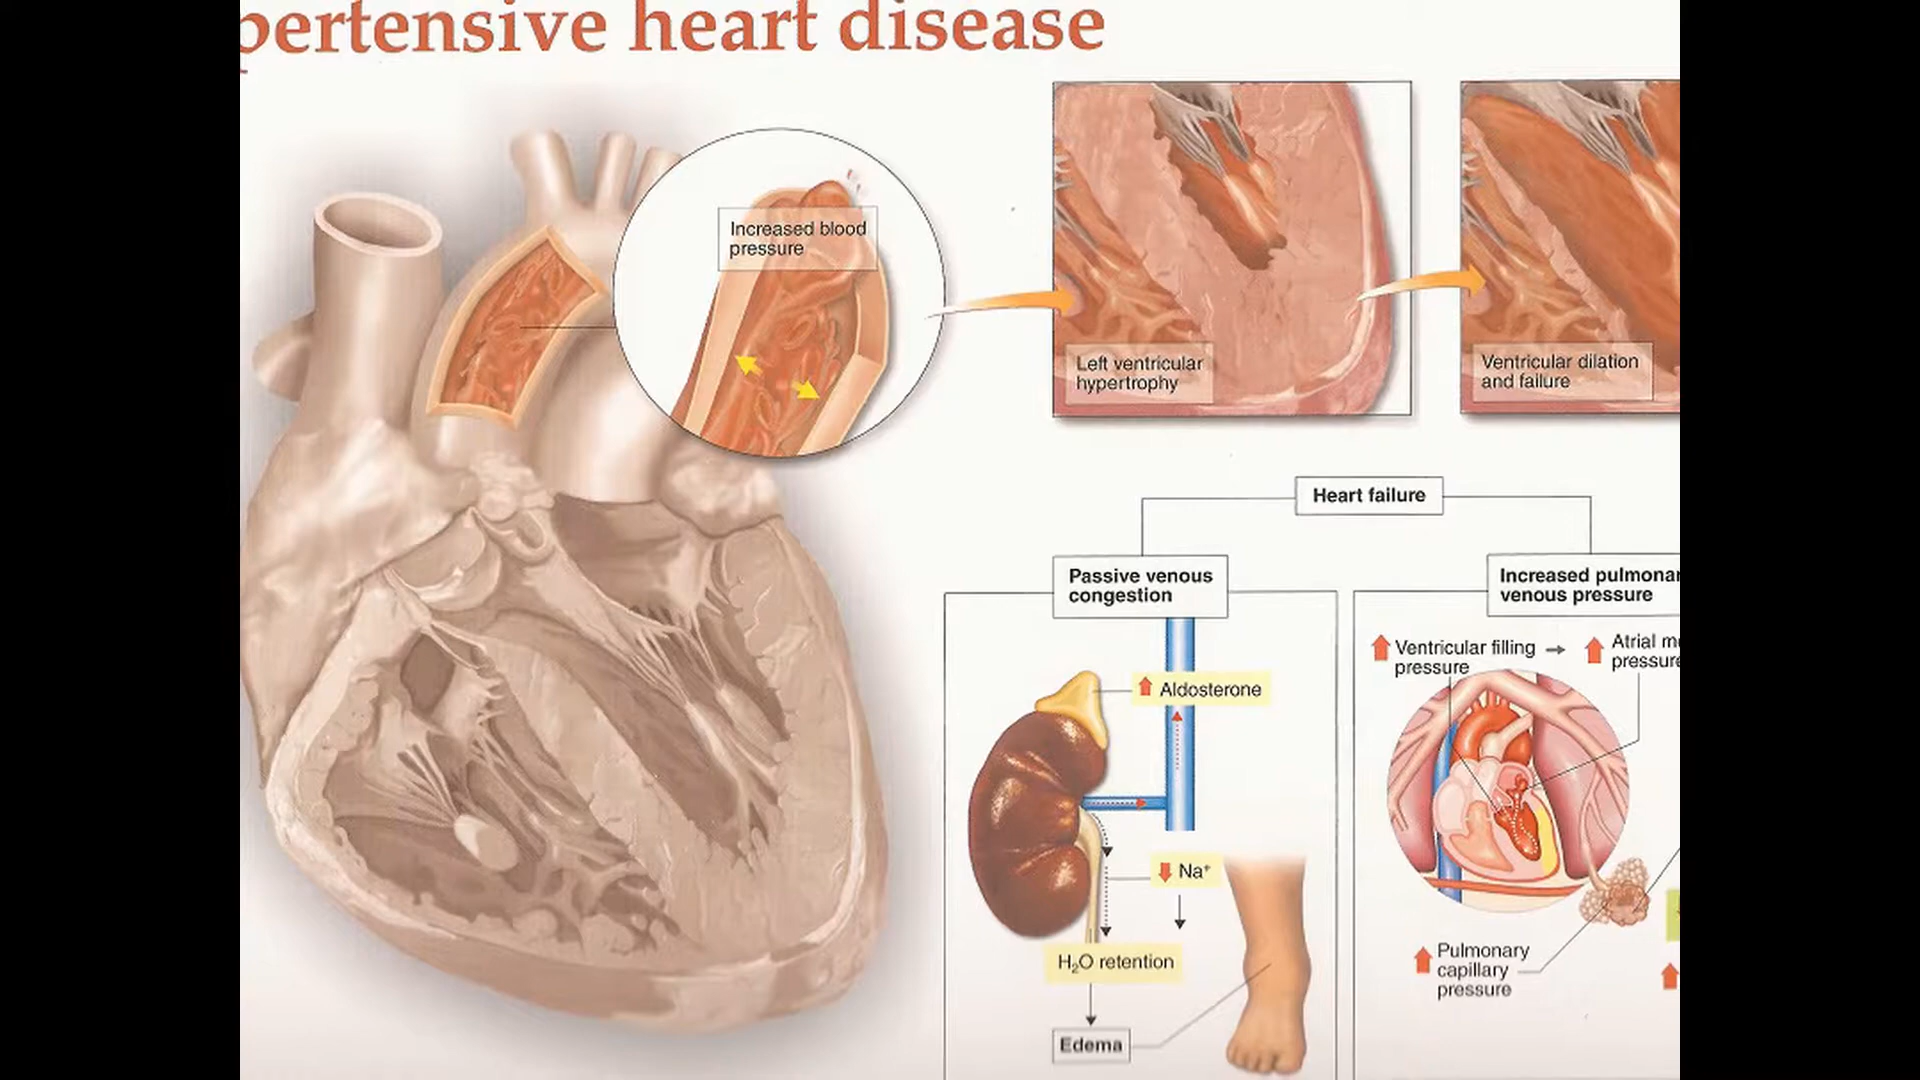 pertensive heart disease
Increased blood
pressure
Left ventricular
hypertrophy
Ventricular dilation
and failure
Heart failure
Passive venous
congestion
Increased pulmonar
venous pressure
Ventricular filling
pressure
Atrial m
pressure
Aldosterone
Na⁺
H₂O retention
Pulmonary
capillary
pressure
Edema